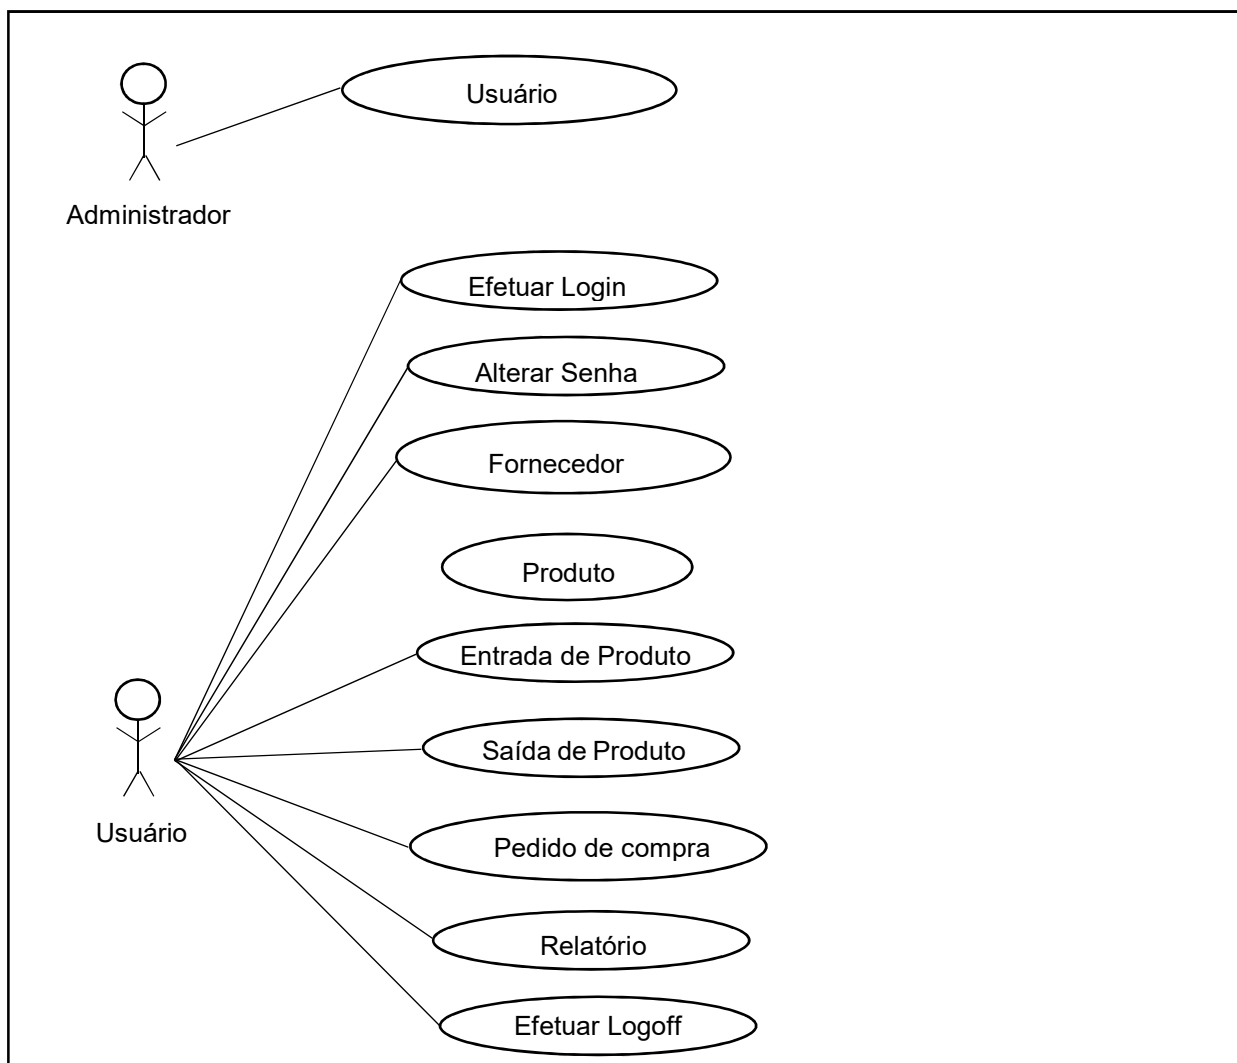 Usuário
Administrador
Efetuar Login
Alterar Senha
Fornecedor
Produto
Entrada de Produto
Saída de Produto
Usuário
Pedido de compra
Relatório
Efetuar Logoff